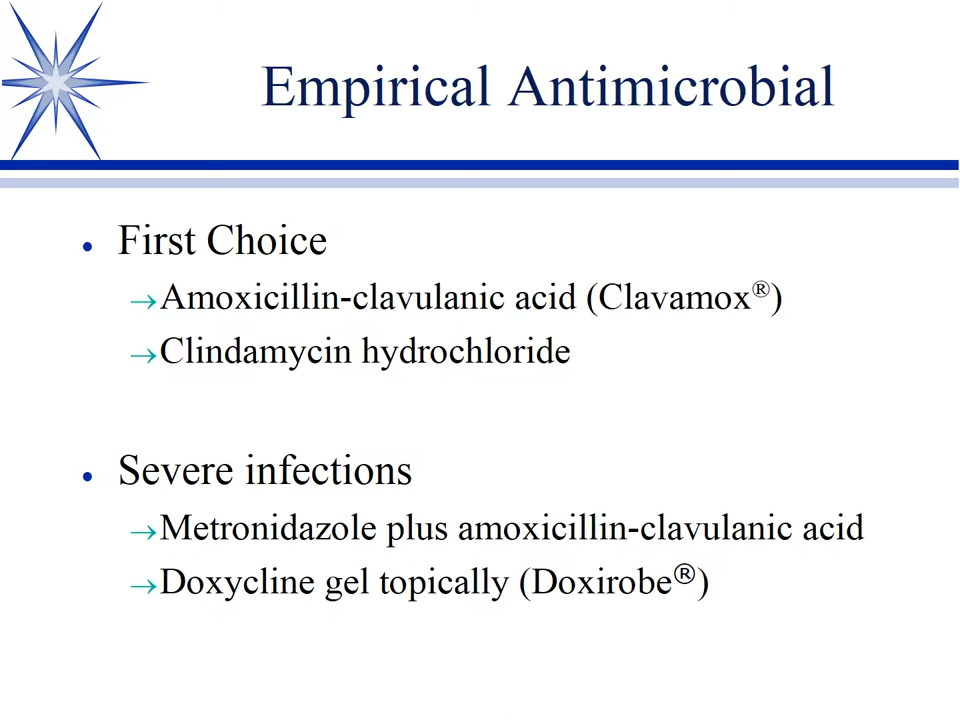 Empirical Antimicrobial
• First Choice
→Amoxicillin-clavulanic acid (Clavamox®)
→Clindamycin hydrochloride
• Severe infections
→Metronidazole plus amoxicillin-clavulanic acid
→Doxycline gel topically (Doxirobe®)